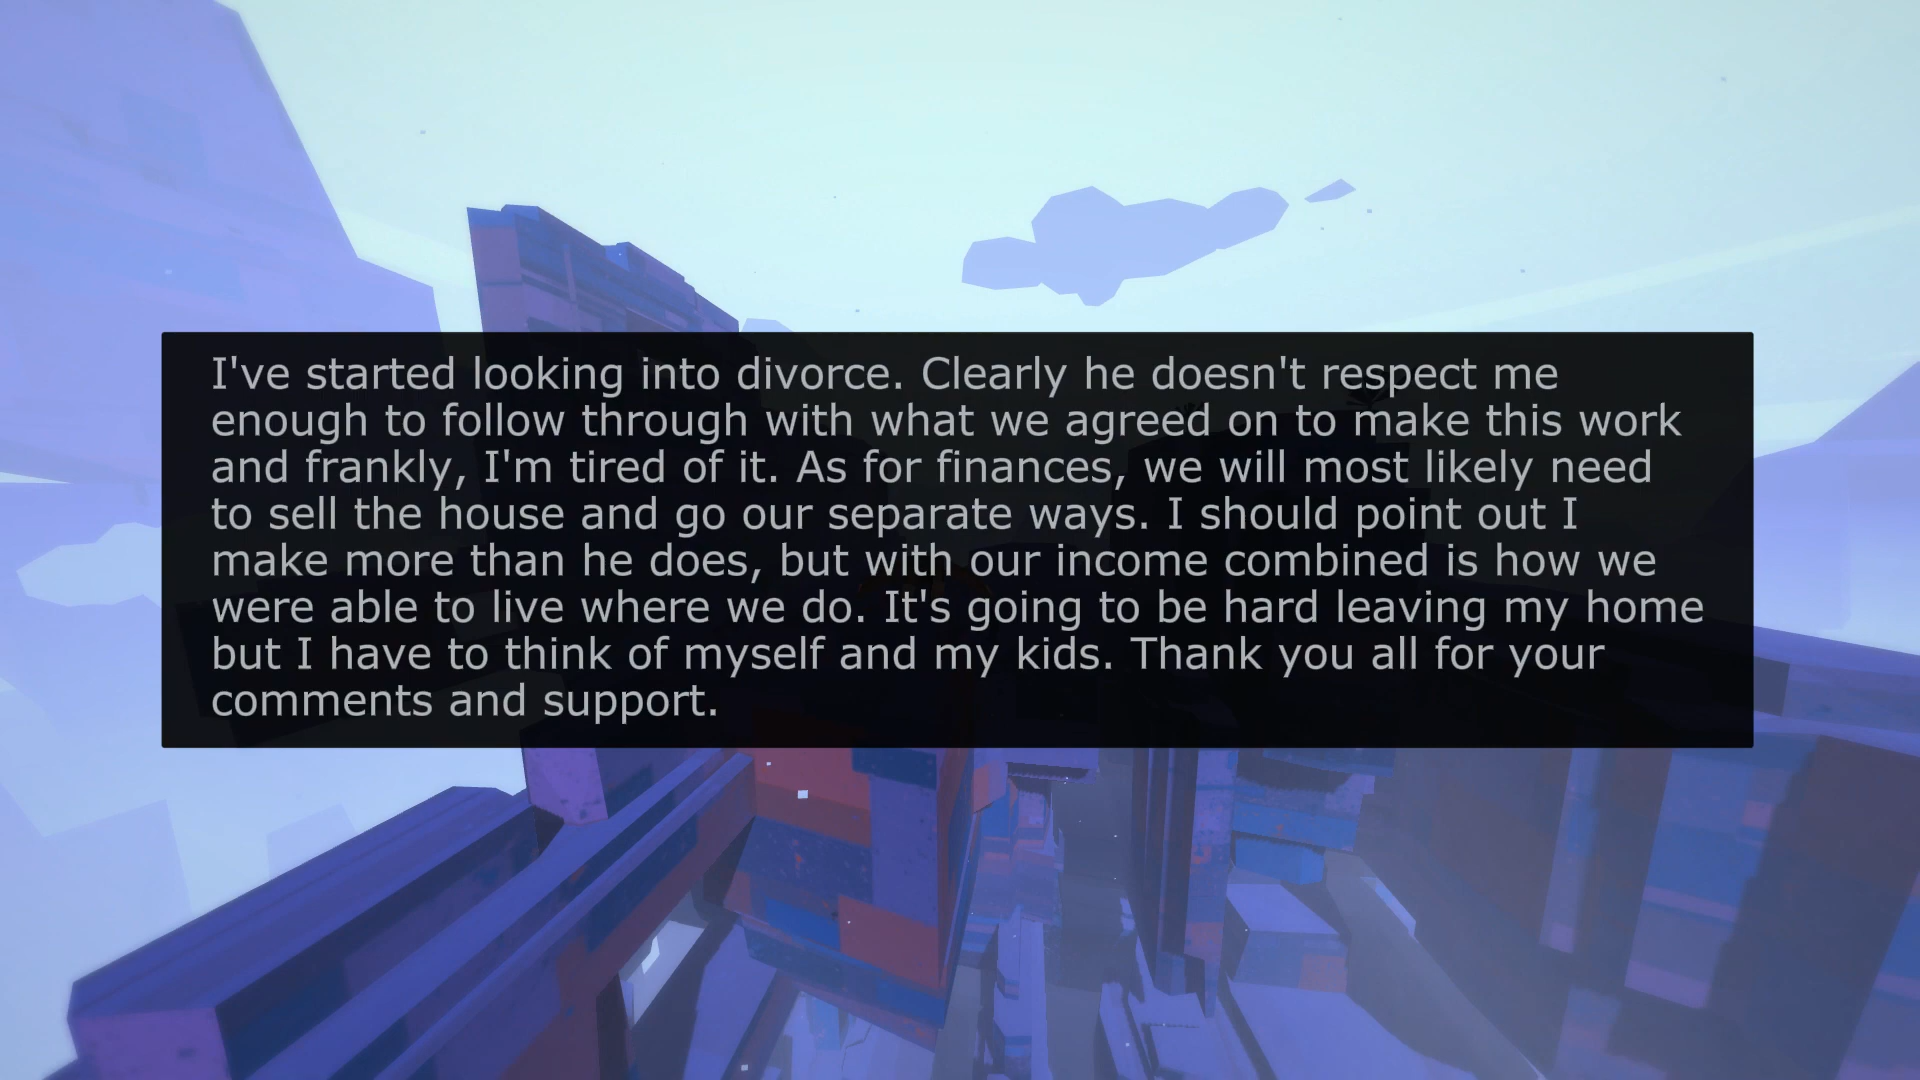 I've started looking into divorce. Clearly he doesn't respect me
enough to follow through with what we agreed on to make this work
and frankly, I'm tired of it. As for finances, we will most likely need
to sell the house and go our separate ways. I should point out I
make more than he does, but with our income combined is how we
were able to live where we do. It's going to be hard leaving my home
but I have to think of myself and my kids. Thank you all for your
comments and support.